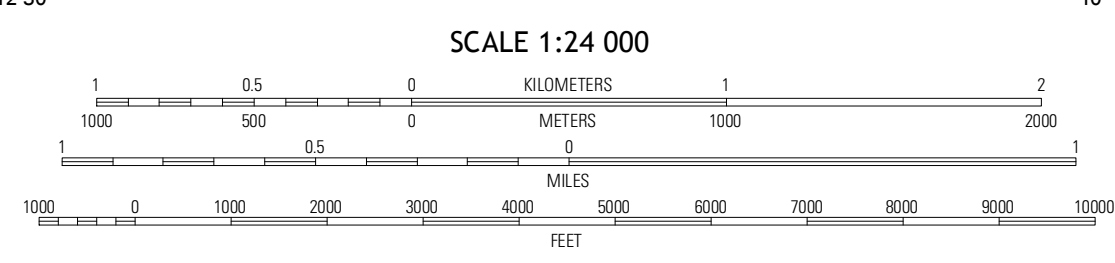 SCALE 1:24 000
1 0.5 0 KILOMETERS 1 2
1000 500 0 METERS 1000 2000
1 0.5 0 1
MILES
1000 0 1000 2000 3000 4000 5000 6000 7000 8000 9000 10000
FEET